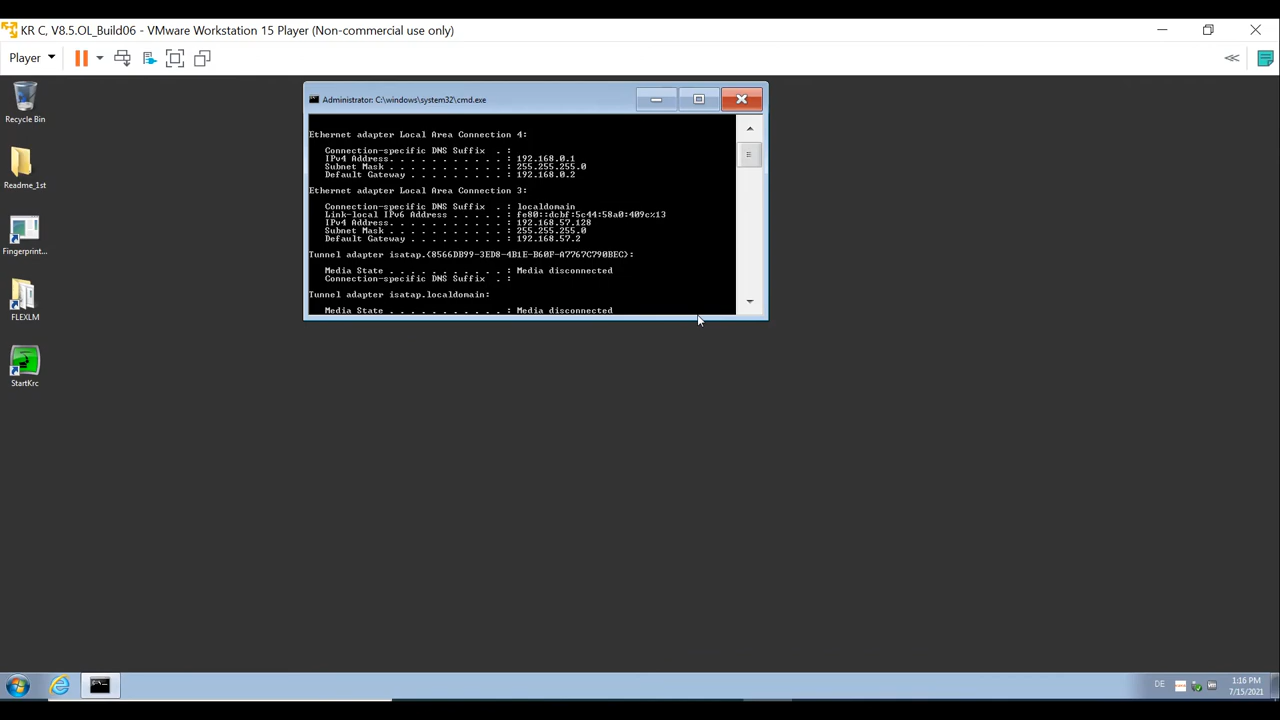 KR C, V8.5.OL_Build06 - VMware Workstation 15 Player (Non-commercial use only)
Player
Recycle Bin
Readme_1st
Fingerprint...
FLEXLM
StartKrc
Administrator: C:\windows\system32\cmd.exe
Ethernet adapter Local Area Connection 4:
Connection-specific DNS Suffix . :
IPv4 Address. . . . . . . . . . . : 192.168.0.1
Subnet Mask . . . . . . . . . . . : 255.255.255.0
Default Gateway . . . . . . . . . : 192.168.0.2
Ethernet adapter Local Area Connection 3:
Connection-specific DNS Suffix . : localdomain
Link-local IPv6 Address . . . . . : fe80::dcbf:5c44:58a0:409c%13
IPv4 Address. . . . . . . . . . . : 192.168.57.128
Subnet Mask . . . . . . . . . . . : 255.255.255.0
Default Gateway . . . . . . . . . : 192.168.57.2
Tunnel adapter isatap.{8566DB99-3ED8-4B1E-B60F-A7767C790BEC}:
Media State . . . . . . . . . . . : Media disconnected
Connection-specific DNS Suffix . :
Tunnel adapter isatap.localdomain:
Media State . . . . . . . . . . . : Media disconnected
DE
1:16 PM
7/15/2021